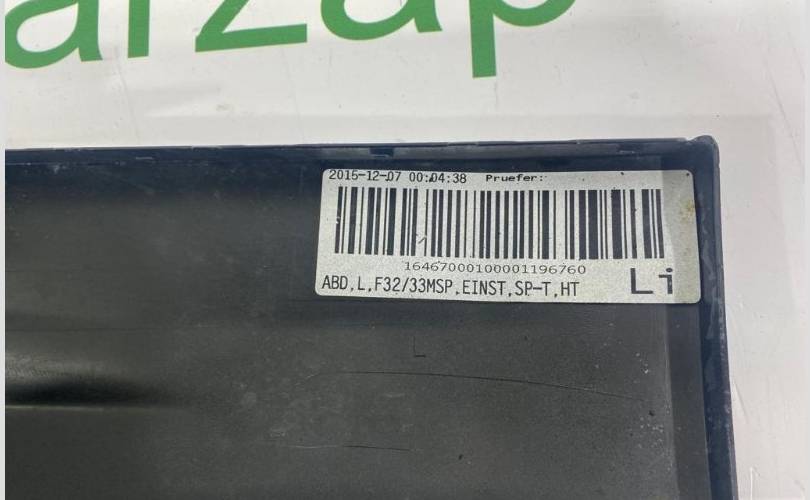 arzap
2015-12-07 00:04:38 Pruefer:
16467000100001196760
ABD,L,F32/33MSP.EINST,SP-T,HT
Li